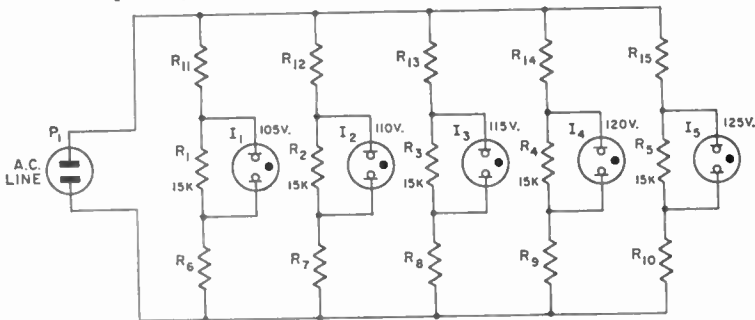 R11
R12
R13
R14
R15
P1
A.C.
LINE
I1
105V.
I2
110V.
I3
115V.
I4
120V.
I5
125V.
R1
15K
R2
15K
R3
15K
R4
15K
R5
15K
R6
R7
R8
R9
R10